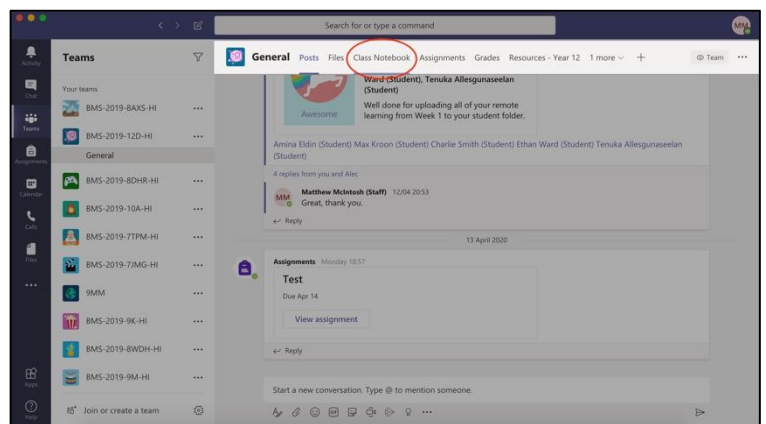 Search for or type a command
MM
Activity
Chat
Teams
Assignments
Calendar
Calls
Files
Apps
Help
Teams
Your teams
BMS-2019-8AXS-HI
BMS-2019-12D-HI
General
BMS-2019-8DHR-HI
BMS-2019-10A-HI
BMS-2019-7TPM-HI
BMS-2019-7JMG-HI
9MM
BMS-2019-9K-HI
BMS-2019-8WDH-HI
BMS-2019-9M-HI
Join or create a team
General Posts Files Class Notebook Assignments Grades Resources - Year 12 1 more + Team
Ward (Student), Tenuka Allesgunaseelan
(Student)
Awesome
Well done for uploading all of your remote
learning from Week 1 to your student folder.
Amina Eldin (Student) Max Kroon (Student) Charlie Smith (Student) Ethan Ward (Student) Tenuka Allesgunaseelan
(Student)
4 replies from you and Alec
MM
Matthew McIntosh (Staff) 12/04 20:53
Great, thank you.
Reply
13 April 2020
Assignments Monday 18:57
Test
Due Apr 14
View assignment
Reply
Start a new conversation. Type @ to mention someone.
GIF